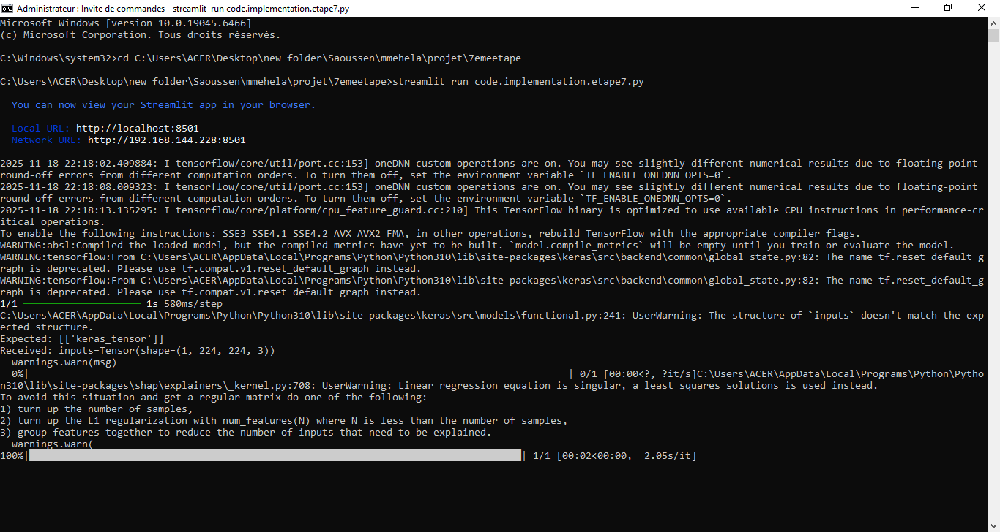 Administrateur : Invite de commandes - streamlit  run code.implementation.etape7.py
Microsoft Windows [version 10.0.19045.6466]
(c) Microsoft Corporation. Tous droits réservés.
C:\Windows\system32>cd C:\Users\ACER\Desktop\new folder\Saoussen\mmehela\projet\7emeetape
C:\Users\ACER\Desktop\new folder\Saoussen\mmehela\projet\7emeetape>streamlit run code.implementation.etape7.py
You can now view your Streamlit app in your browser.
Local URL: http://localhost:8501
Network URL: http://192.168.144.228:8501
2025-11-18 22:18:02.409884: I tensorflow/core/util/port.cc:153] oneDNN custom operations are on. You may see slightly different numerical results due to floating-point
round-off errors from different computation orders. To turn them off, set the environment variable `TF_ENABLE_ONEDNN_OPTS=0`.
2025-11-18 22:18:08.009323: I tensorflow/core/util/port.cc:153] oneDNN custom operations are on. You may see slightly different numerical results due to floating-point
round-off errors from different computation orders. To turn them off, set the environment variable `TF_ENABLE_ONEDNN_OPTS=0`.
2025-11-18 22:18:13.135295: I tensorflow/core/platform/cpu_feature_guard.cc:210] This TensorFlow binary is optimized to use available CPU instructions in performance-cr
itical operations.
To enable the following instructions: SSE3 SSE4.1 SSE4.2 AVX AVX2 FMA, in other operations, rebuild TensorFlow with the appropriate compiler flags.
WARNING:absl:Compiled the loaded model, but the compiled metrics have yet to be built. `model.compile_metrics` will be empty until you train or evaluate the model.
WARNING:tensorflow:From C:\Users\ACER\AppData\Local\Programs\Python\Python310\lib\site-packages\keras\src\backend\common\global_state.py:82: The name tf.reset_default_g
raph is deprecated. Please use tf.compat.v1.reset_default_graph instead.
WARNING:tensorflow:From C:\Users\ACER\AppData\Local\Programs\Python\Python310\lib\site-packages\keras\src\backend\common\global_state.py:82: The name tf.reset_default_g
raph is deprecated. Please use tf.compat.v1.reset_default_graph instead.
1/1 ━━━━━━━━━━━━━━━━━━━━ 1s 580ms/step
C:\Users\ACER\AppData\Local\Programs\Python\Python310\lib\site-packages\keras\src\models\functional.py:241: UserWarning: The structure of `inputs` doesn't match the exp
ected structure.
Expected: [['keras_tensor']]
Received: inputs=Tensor(shape=(1, 224, 224, 3))
warnings.warn(msg)
0%| | 0/1 [00:00<?, ?it/s]C:\Users\ACER\AppData\Local\Programs\Python\Pytho
n310\lib\site-packages\shap\explainers\_kernel.py:708: UserWarning: Linear regression equation is singular, a least squares solutions is used instead.
To avoid this situation and get a regular matrix do one of the following:
1) turn up the number of samples,
2) turn up the L1 regularization with num_features(N) where N is less than the number of samples,
3) group features together to reduce the number of inputs that need to be explained.
warnings.warn(
100%| | 1/1 [00:02<00:00,  2.05s/it]